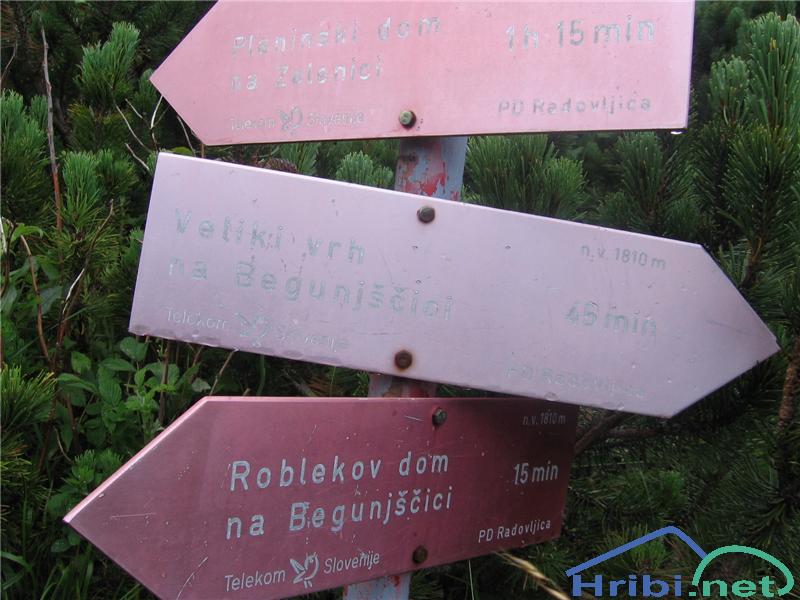 Planinski dom 1h 15 min
na Zelenici
Telekom Slovenije PD Radovljica
Veliki vrh n.v. 1810 m
na Begunjščici 45 min
Telekom Slovenije PD Radovljica
n.v. 1810 m
Roblekov dom 15 min
na Begunjščici
PD Radovljica
Telekom Slovenije
Hribi.net